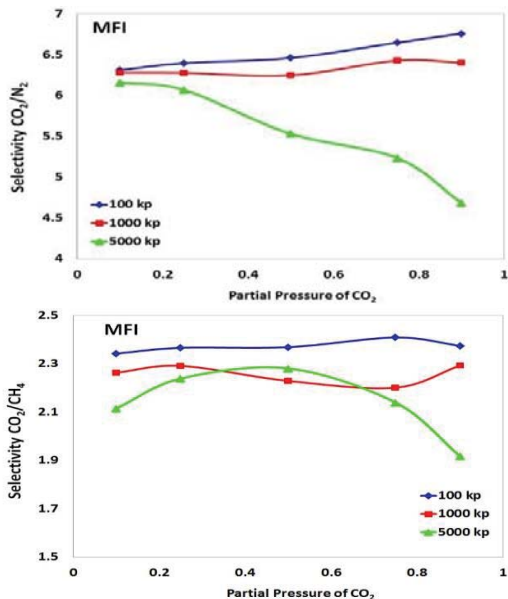 MFI
7
6.5
6
5.5
5
4.5
4
Selectivity CO₂/N₂
100 kp
1000 kp
5000 kp
0 0.2 0.4 0.6 0.8 1
Partial Pressure of CO₂
MFI
2.5
2.3
2.1
1.9
1.7
1.5
Selectivity CO₂/CH₄
100 kp
1000 kp
5000 kp
0 0.2 0.4 0.6 0.8 1
Partial Pressure of CO₂